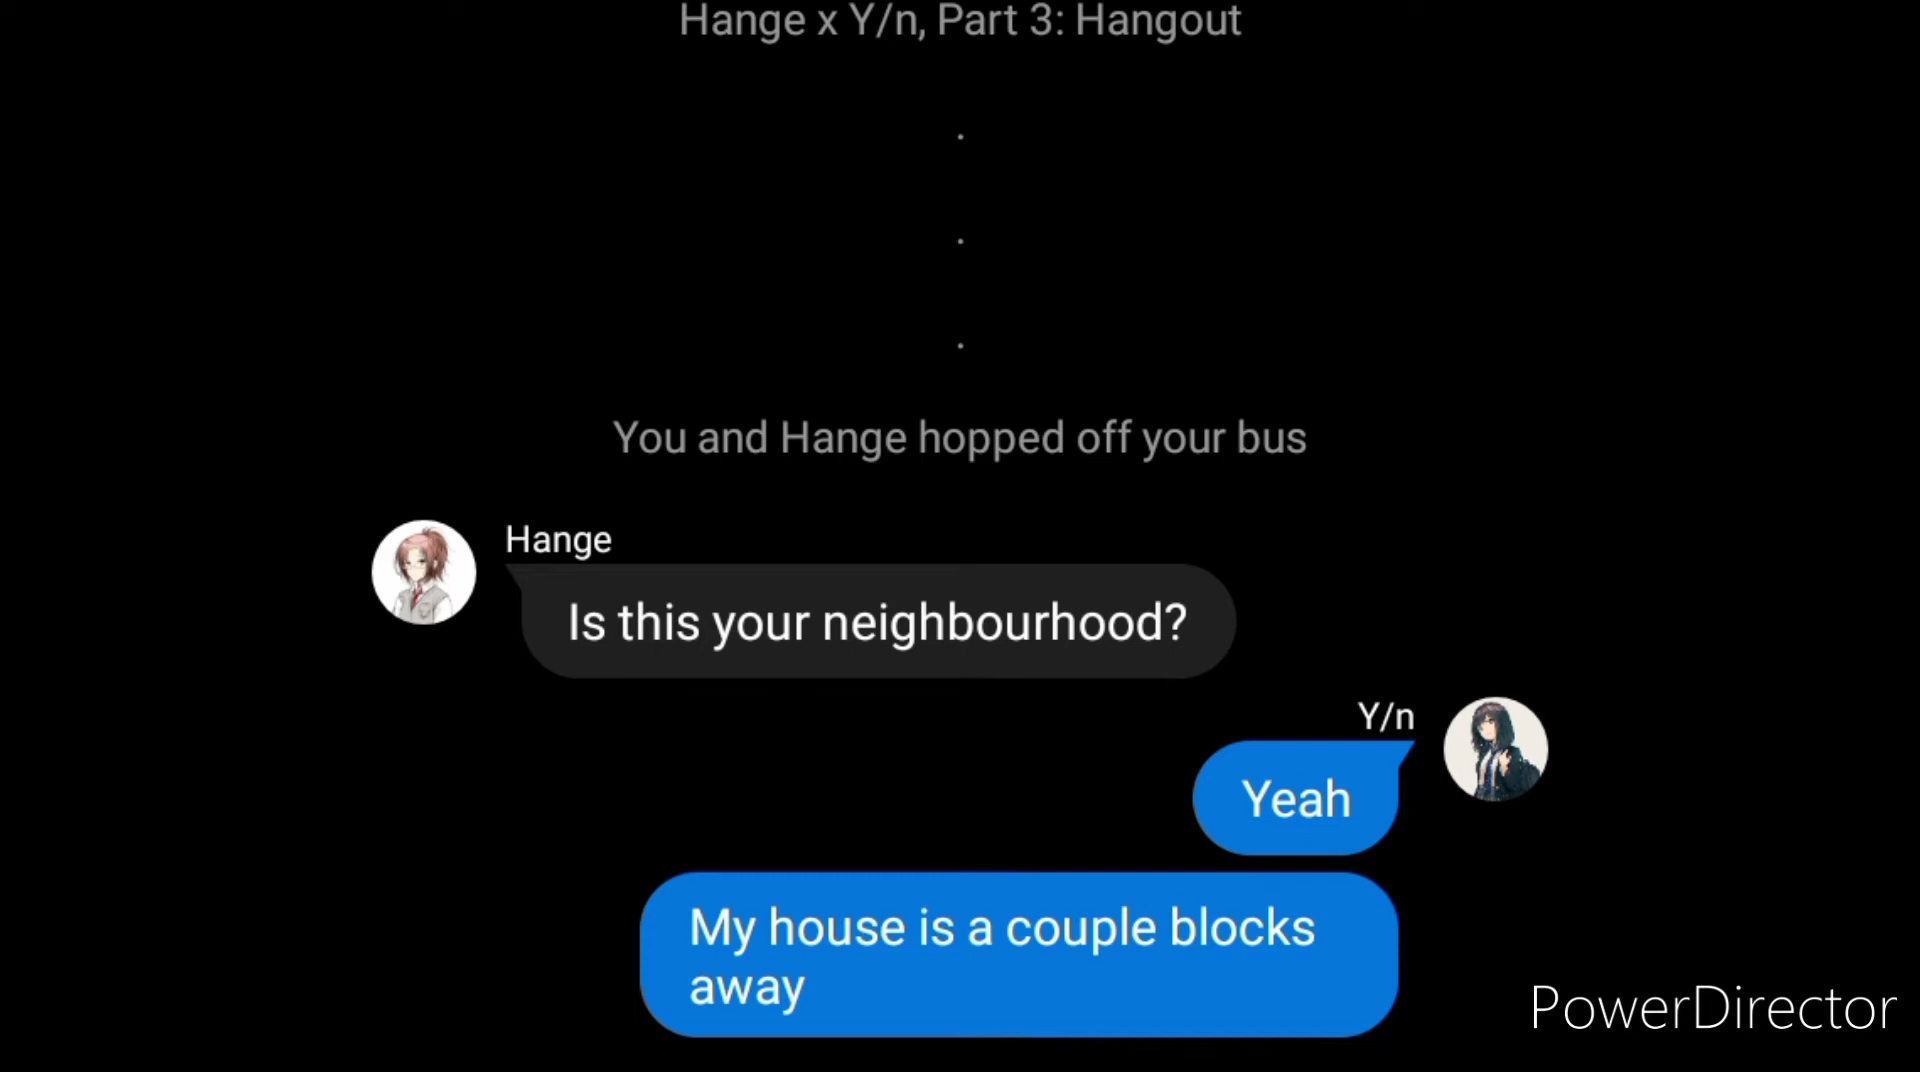 Hange x Y/n, Part 3: Hangout
.
.
.
You and Hange hopped off your bus
Hange
Is this your neighbourhood?
Y/n
Yeah
My house is a couple blocks
away
PowerDirector